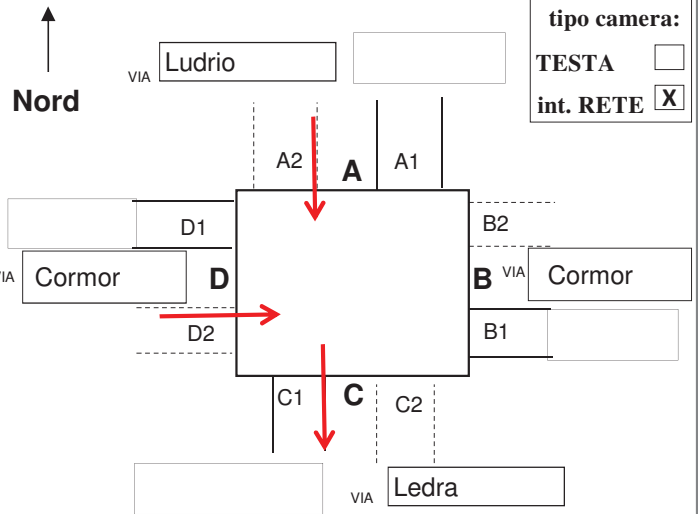 tipo camera:
TESTA
int. RETE X
Nord
VIA Ludrio
A2 A A1
D1 B2
VIA Cormor D B VIA Cormor
D2 B1
C1 C C2
VIA Ledra